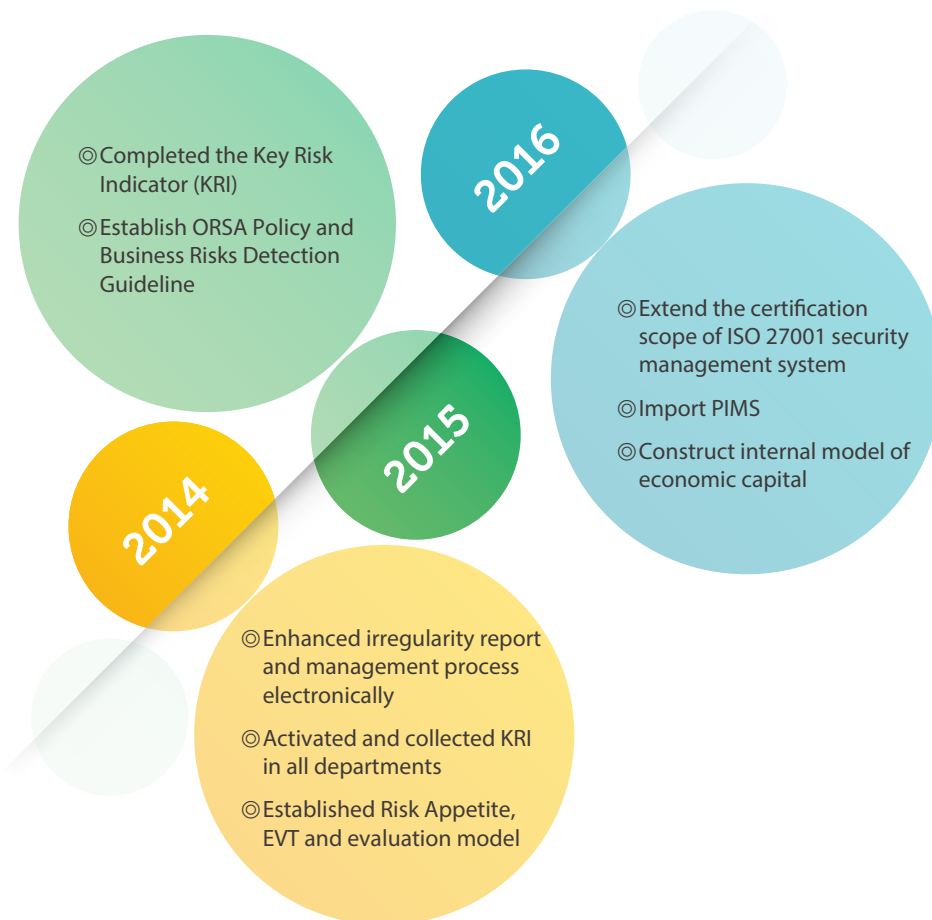 2016
◎Completed the Key Risk
Indicator (KRI)
◎Establish ORSA Policy and
Business Risks Detection
Guideline
◎Extend the certification
scope of ISO 27001 security
management system
◎Import PIMS
◎Construct internal model of
economic capital
2015
2014
◎Enhanced irregularity report
and management process
electronically
◎Activated and collected KRI
in all departments
◎Established Risk Appetite,
EVT and evaluation model